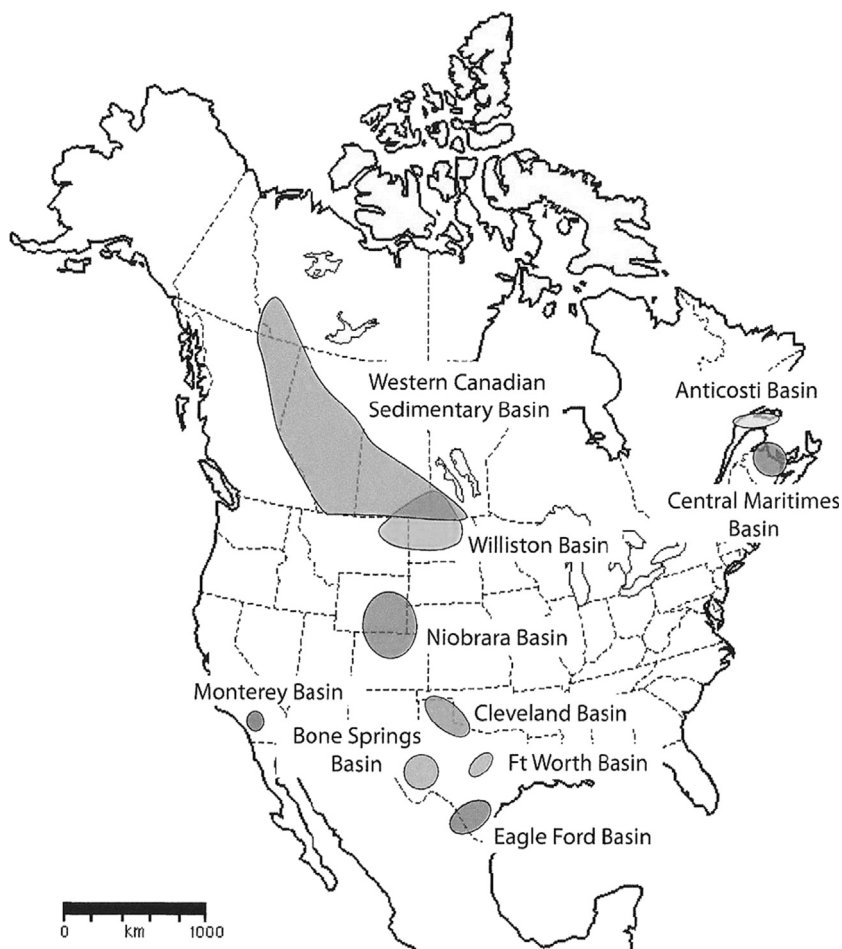 Western Canadian
Sedimentary Basin
Anticosti Basin
Central Maritimes
Basin
Williston Basin
Niobrara Basin
Monterey Basin
Cleveland Basin
Bone Springs
Basin
Ft Worth Basin
Eagle Ford Basin
0 km 1000